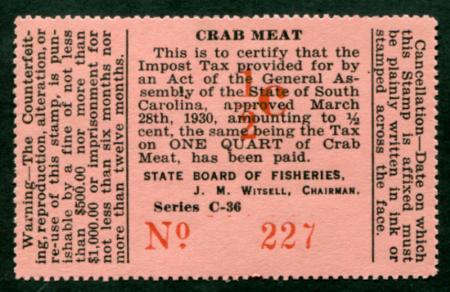 Warning—The Counterfeit-
ing, reproduction, alteration, or
re-use of this stamp, is pun-
ishable by a fine of not less
than $500.00 nor more than
$1,000.00 or imprisonment for
not less than six months nor
more than twelve months.
CRAB MEAT
This is to certify that the
Impost Tax provided for by
an Act of the General As-
sembly of the State of South
Carolina, approved March
28th, 1930, amounting to ½
cent, the same being the Tax
on ONE QUART of Crab
Meat, has been paid.
½c
STATE BOARD OF FISHERIES,
J. M. WITSELL, CHAIRMAN.
Series C-36
No 227
Cancellation—Date on which
this Stamp is affixed must
be plainly written in ink or
stamped across the face.